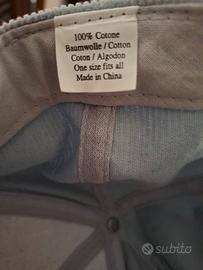 100% Cotone
Baumwolle / Cotton
Coton / Algodon
One size fits all
Made in China
subito